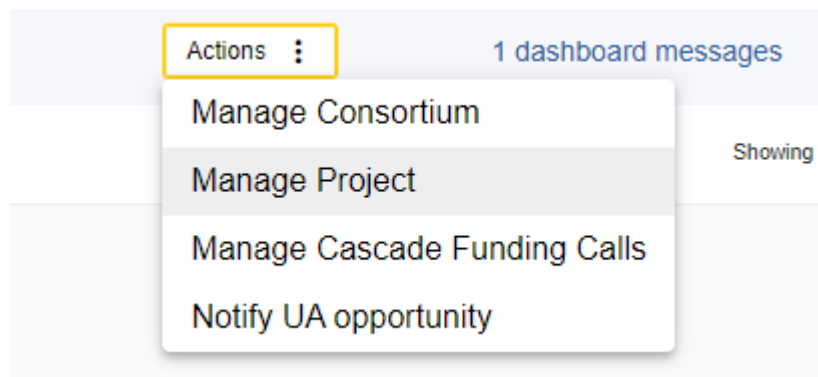 Actions
1 dashboard messages
Manage Consortium
Showing
Manage Project
Manage Cascade Funding Calls
Notify UA opportunity